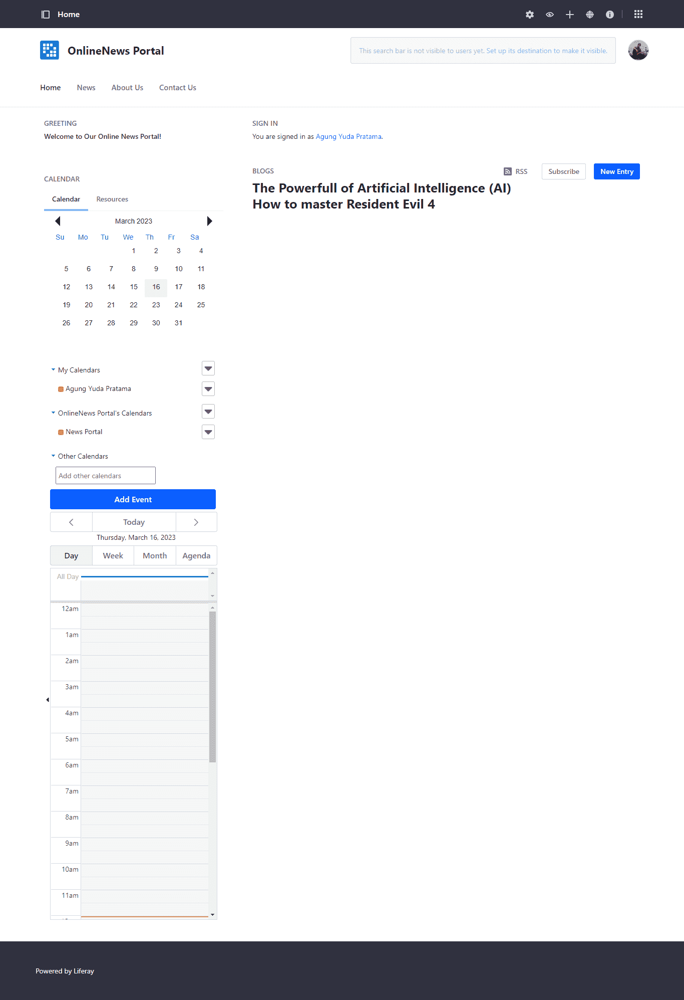 Home
OnlineNews Portal
This search bar is not visible to users yet. Set up its destination to make it visible.
Home News About Us Contact Us
GREETING
Welcome to Our Online News Portal!
SIGN IN
You are signed in as Agung Yuda Pratama.
CALENDAR
Calendar Resources
March 2023
Su Mo Tu We Th Fr Sa
1 2 3 4
5 6 7 8 9 10 11
12 13 14 15 16 17 18
19 20 21 22 23 24 25
26 27 28 29 30 31
My Calendars
Agung Yuda Pratama
OnlineNews Portal's Calendars
News Portal
Other Calendars
Add other calendars
Add Event
Today
Thursday, March 16, 2023
Day Week Month Agenda
All Day
12am
1am
2am
3am
4am
5am
6am
7am
8am
9am
10am
11am
BLOGS
RSS Subscribe New Entry
The Powerfull of Artificial Intelligence (AI)
How to master Resident Evil 4
Powered by Liferay